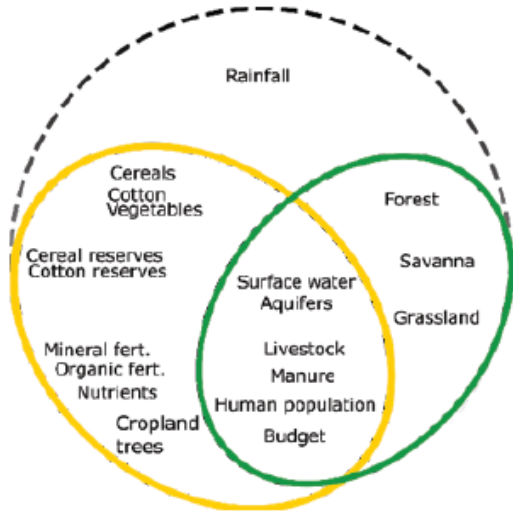 Rainfall
Cereals
Cotton
Vegetables
Forest
Cereal reserves
Cotton reserves
Savanna
Surface water
Aquifers
Grassland
Mineral fert.
Organic fert.
Nutrients
Livestock
Manure
Human population
Cropland
trees
Budget